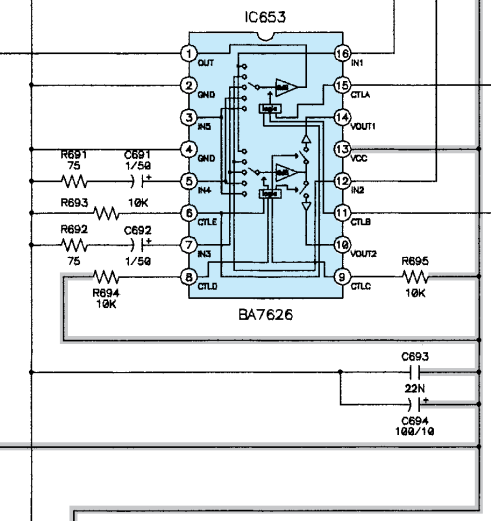 IC653
1 OUT 16 IN1
2 GND 15 CTLA
3 IN5 14 VOUT1
4 GND 13 VCC
R691 75 C691 1/50 + 5 IN4 12 IN2
R693 10K 6 CTLE 11 CTLB
R692 75 C692 1/50 + 7 IN3 10 VOUT2
R694 10K 8 CTLD 9 CTLC R695 10K
logic
logic
BA7626
C693
22N
+
C694
100/10